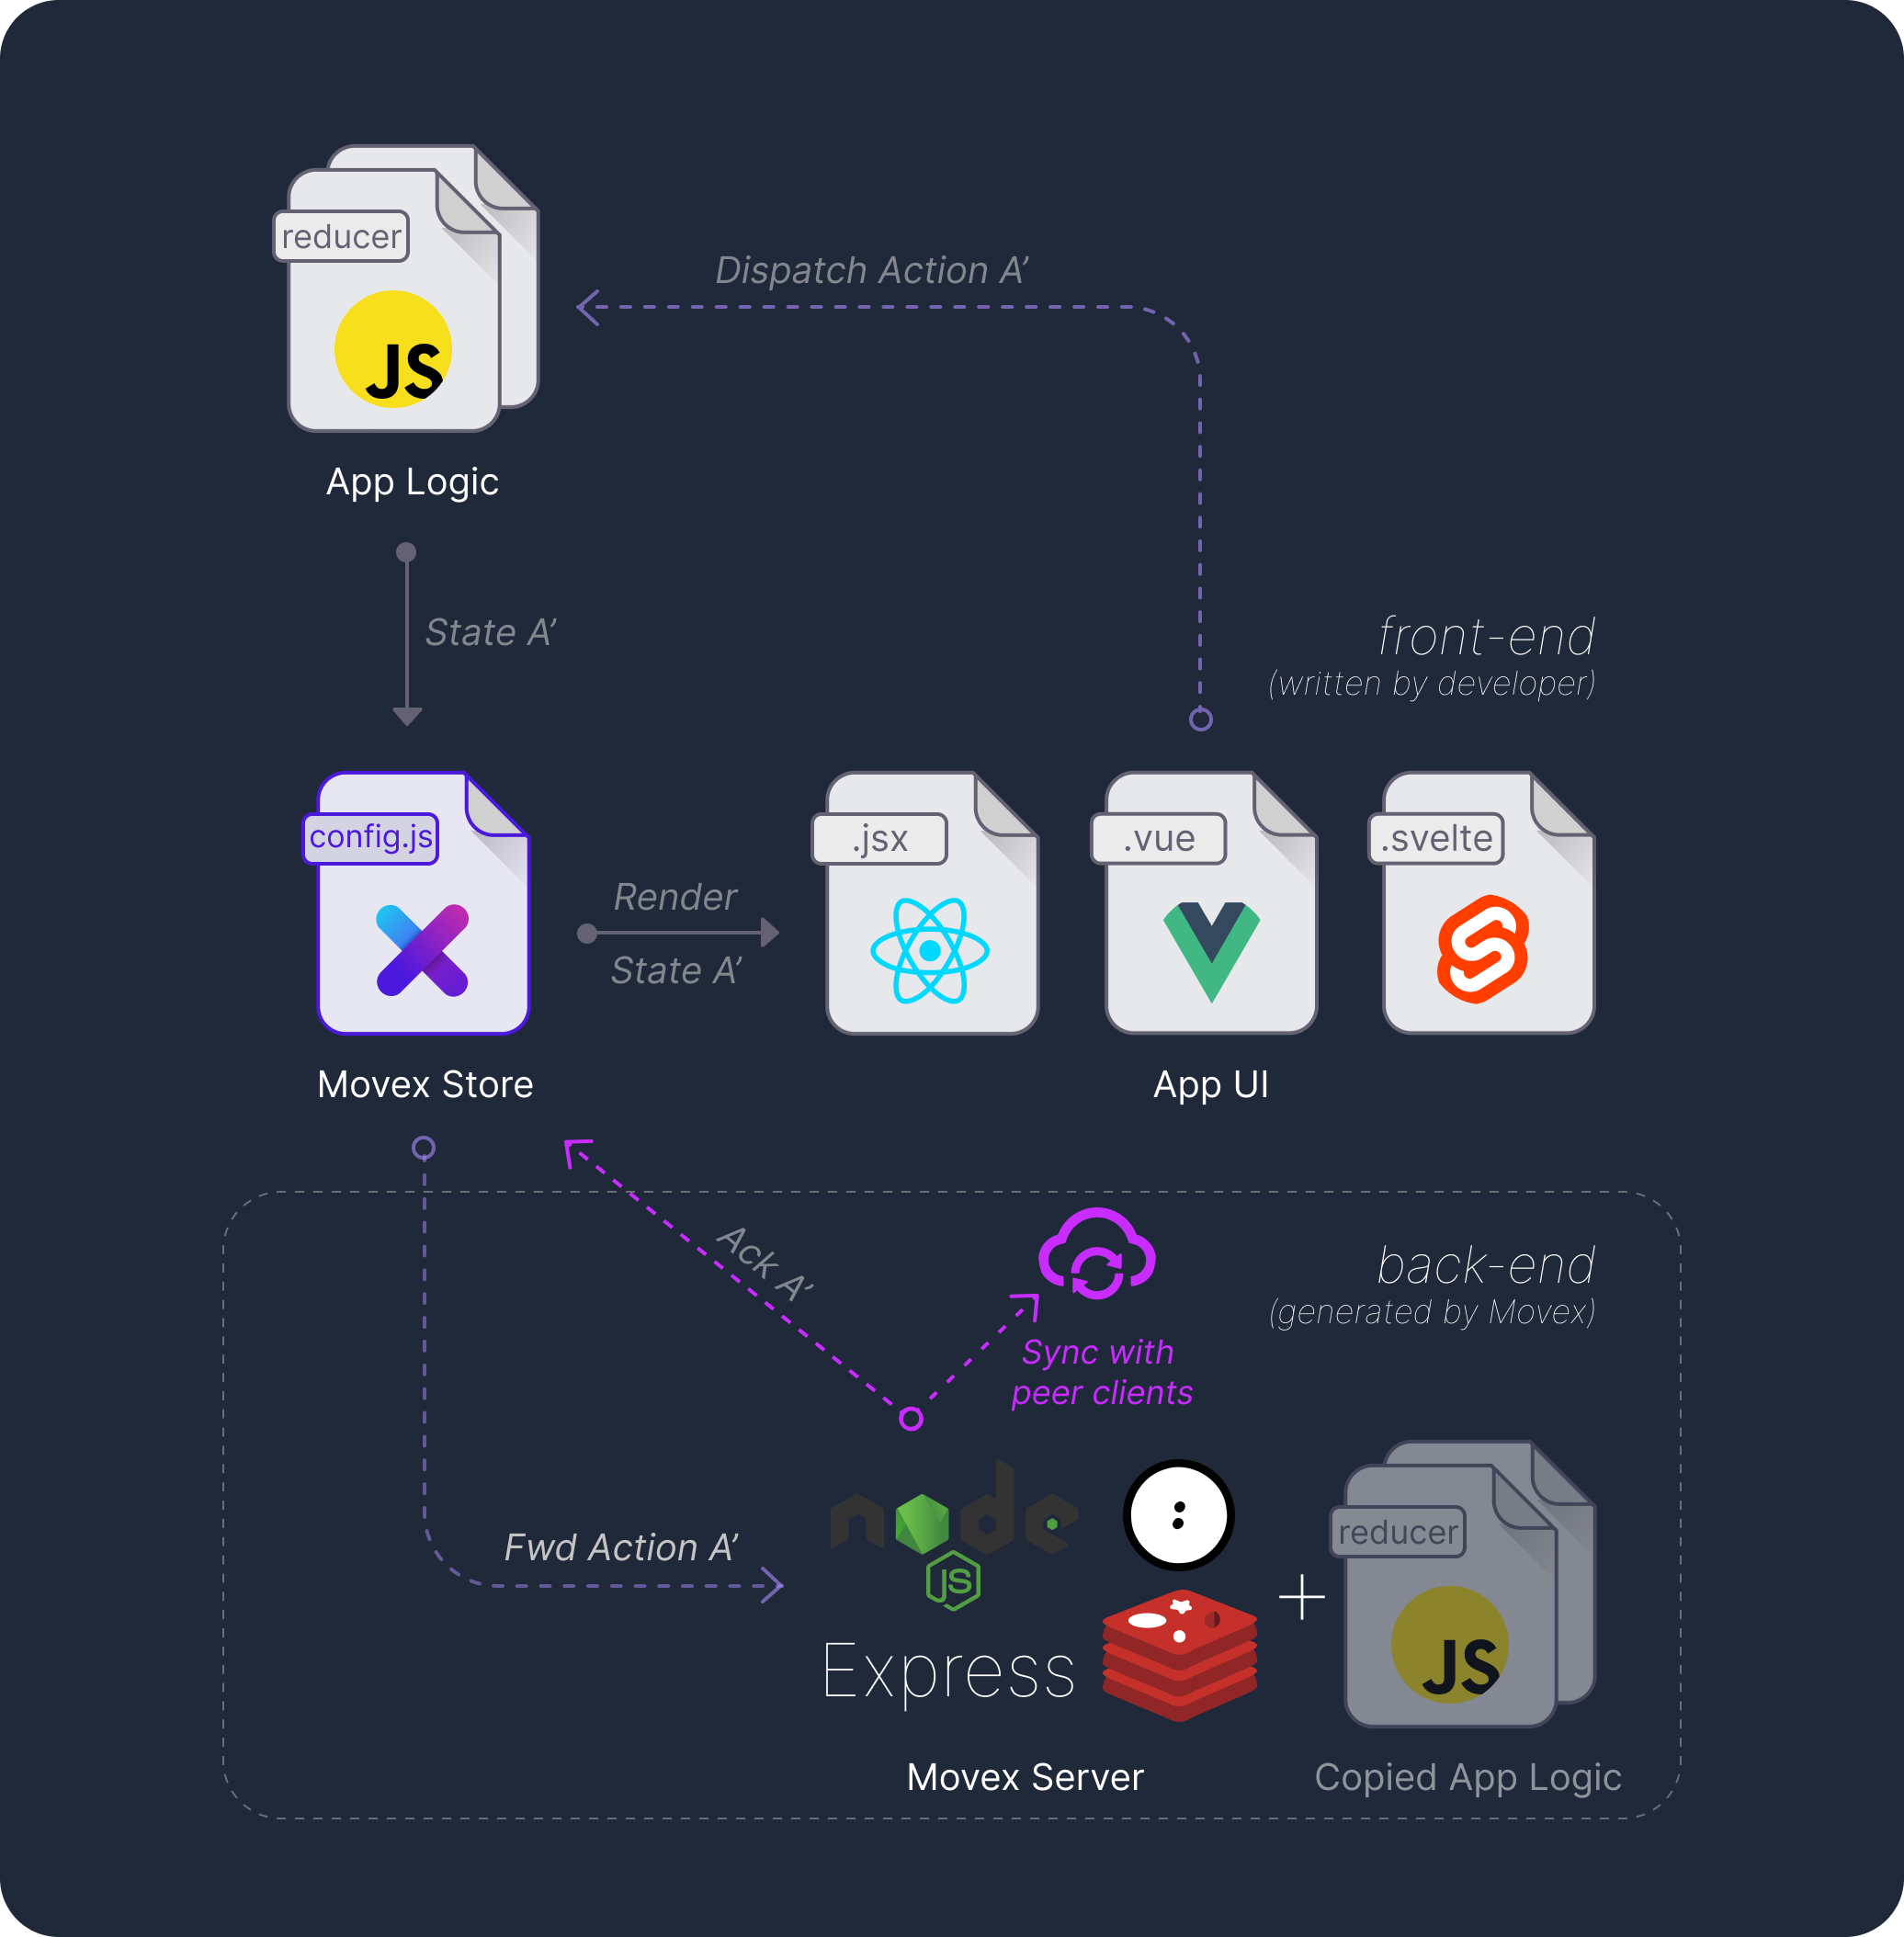 reducer
JS
App Logic
Dispatch Action A’
State A’
front-end
(written by developer)
config.js
.jsx
.vue
.svelte
Render
State A’
Movex Store
App UI
Ack A’
back-end
(generated by Movex)
Sync with
peer clients
Fwd Action A’
node
JS
Express
reducer
JS
Movex Server
Copied App Logic